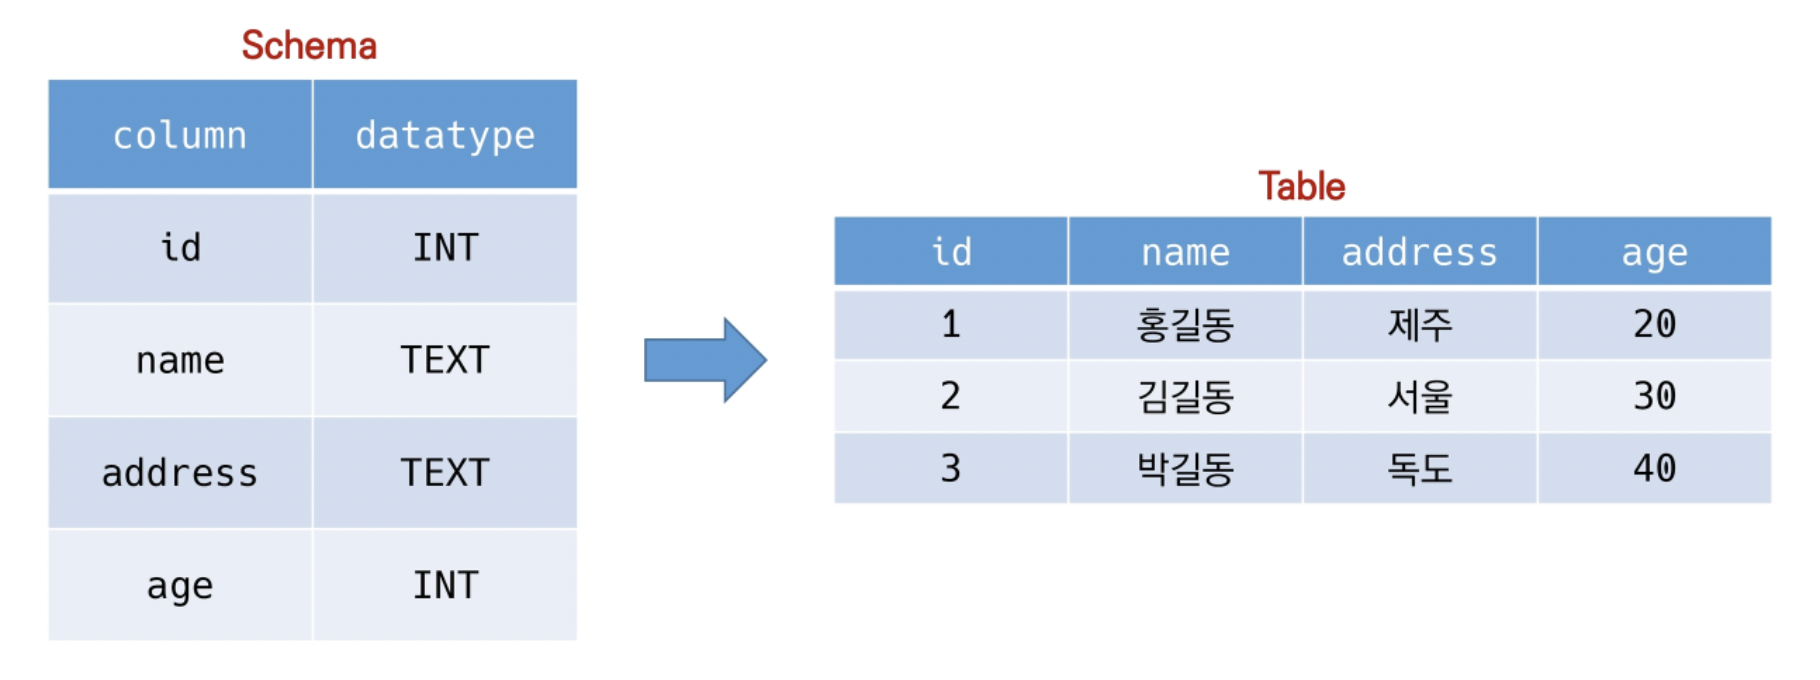 Schema
column datatype
id INT
name TEXT
address TEXT
age INT
Table
id name address age
1 홍길동 제주 20
2 김길동 서울 30
3 박길동 독도 40